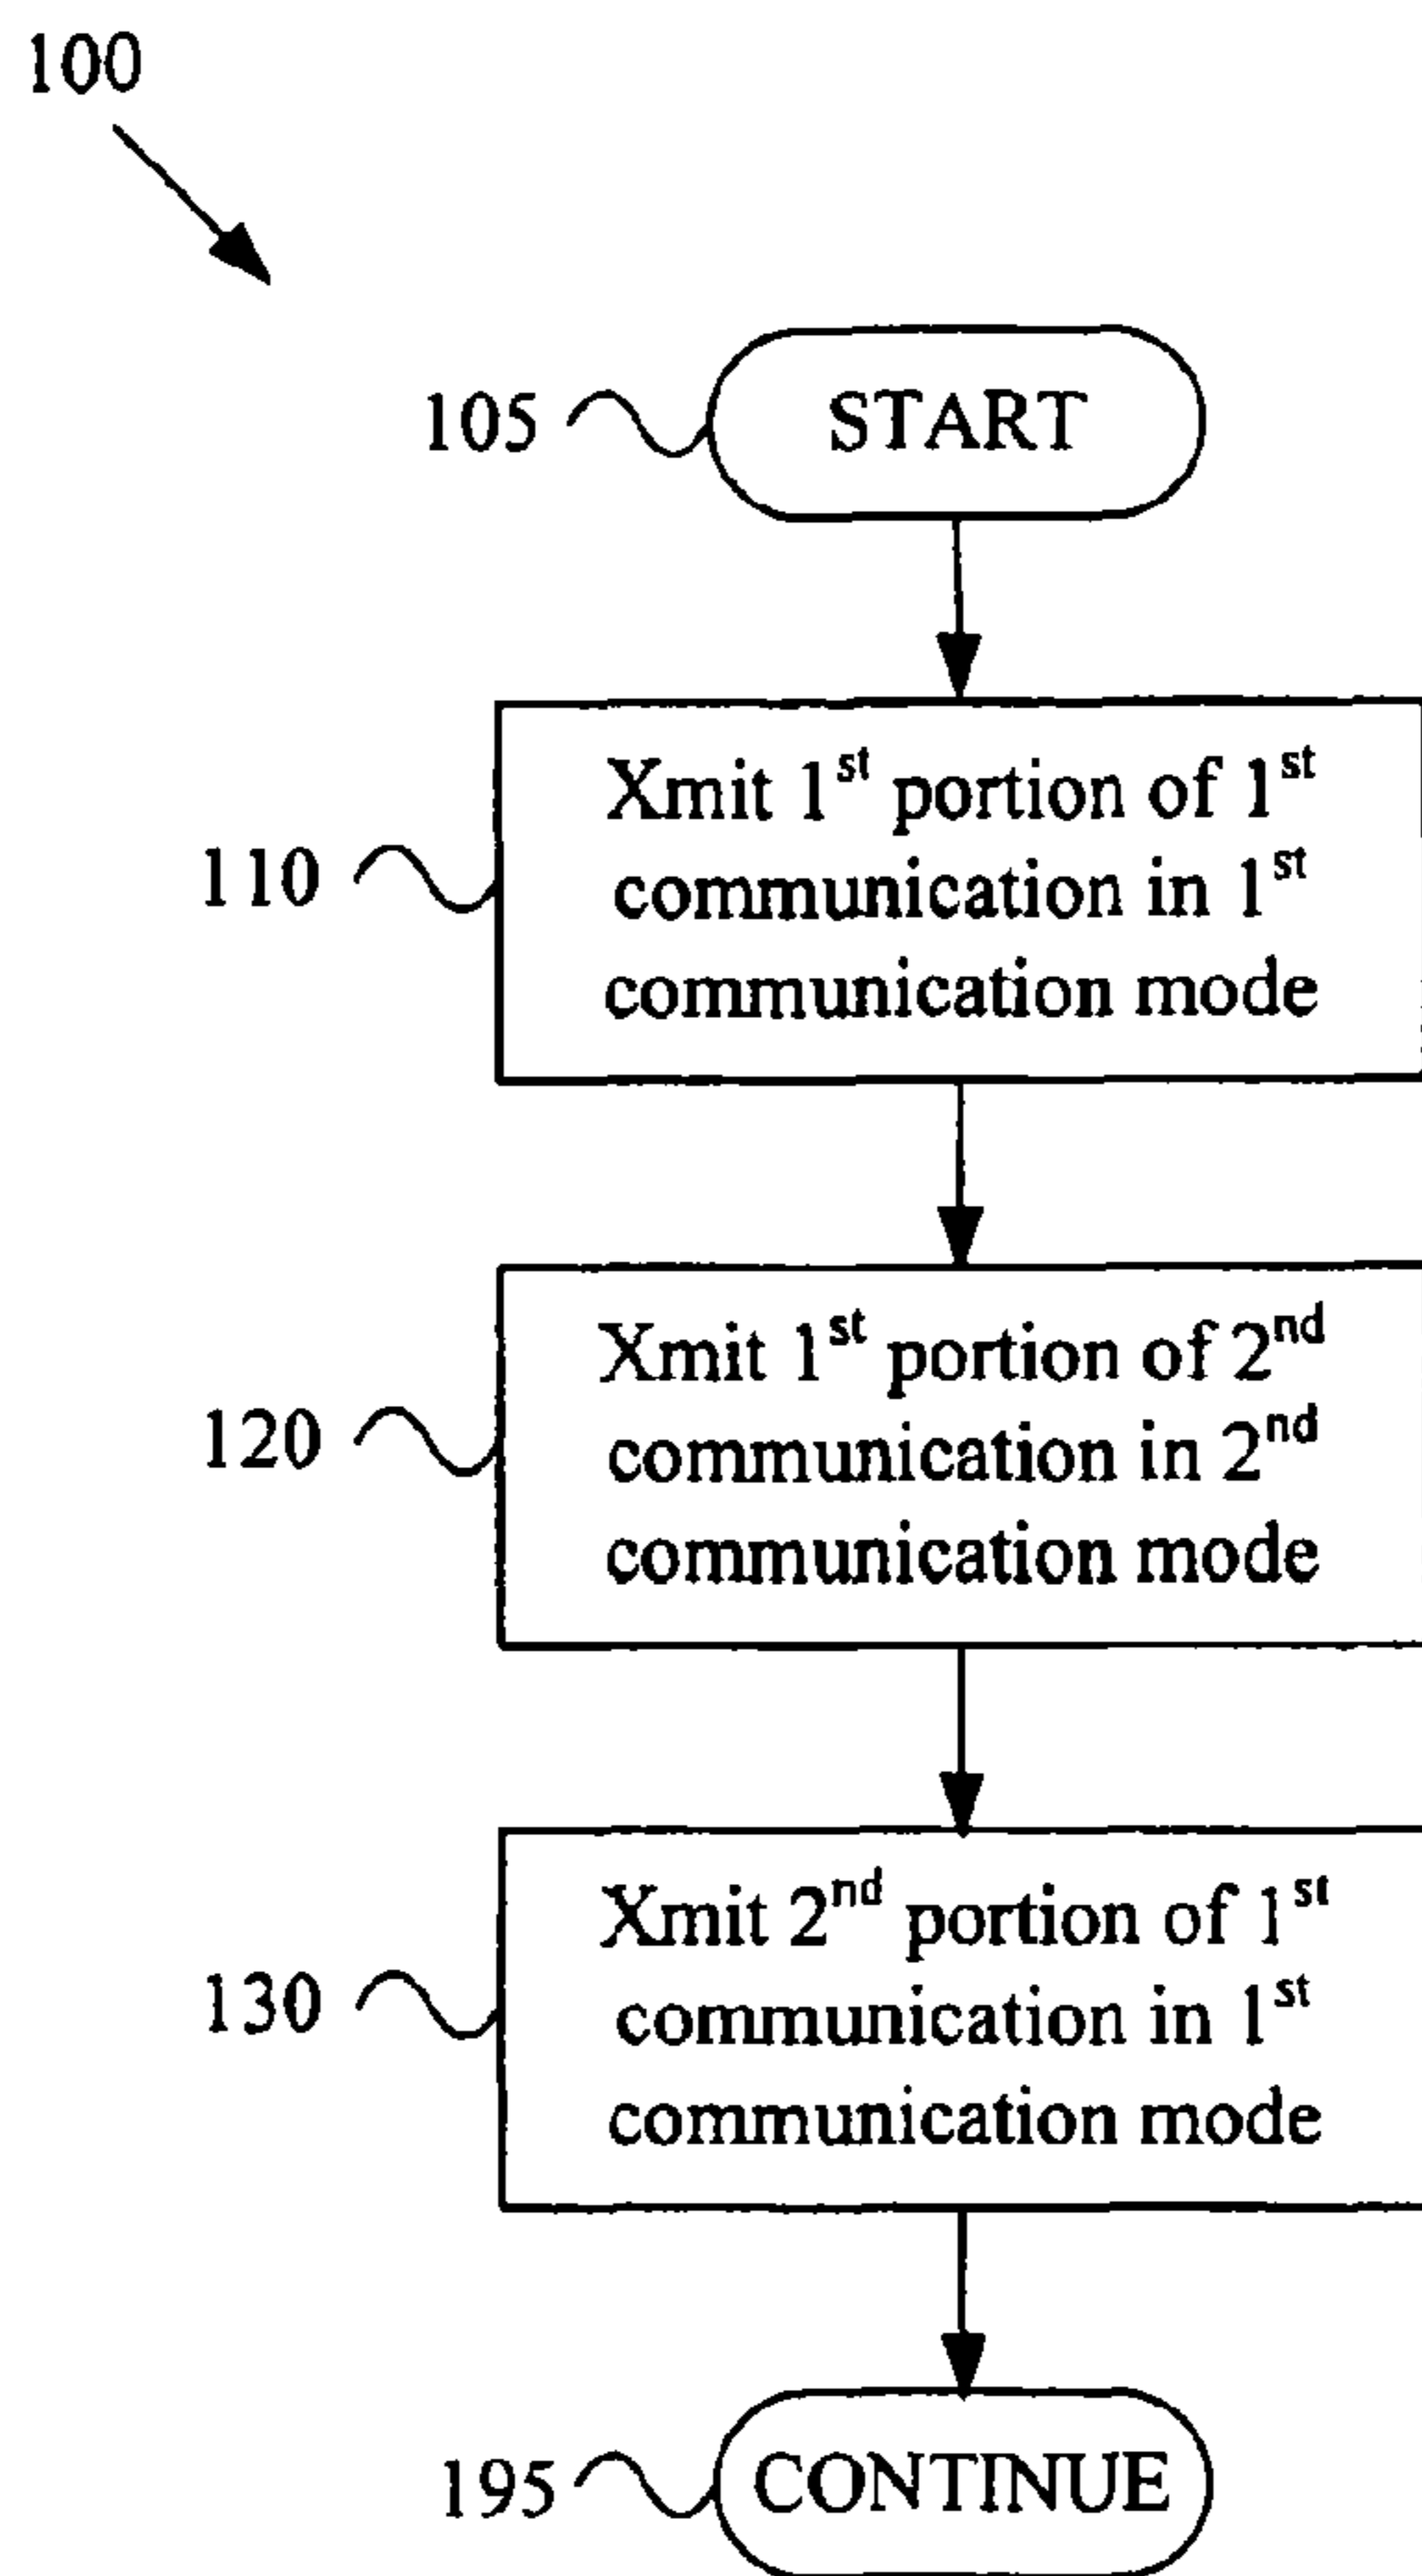 100
105
START
110
Xmit 1st portion of 1st
communication in 1st
communication mode
120
Xmit 1st portion of 2nd
communication in 2nd
communication mode
130
Xmit 2nd portion of 1st
communication in 1st
communication mode
195
CONTINUE